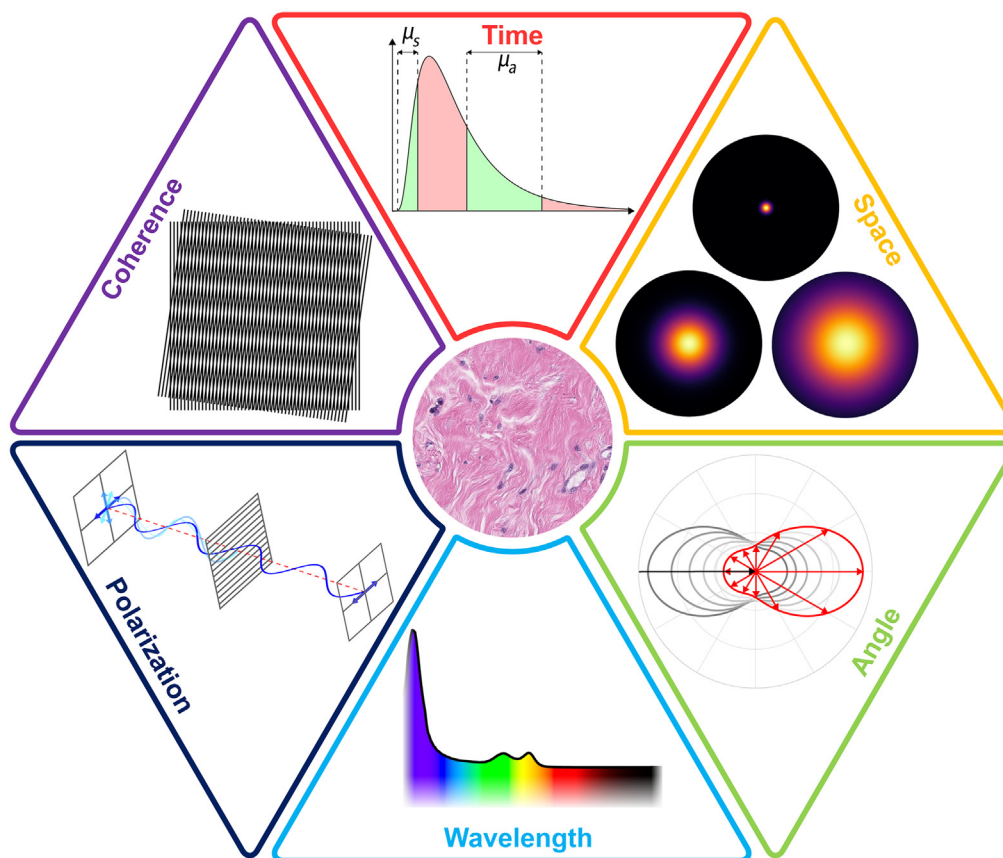 Time
μs
μa
Coherence
Space
Polarization
Angle
Wavelength